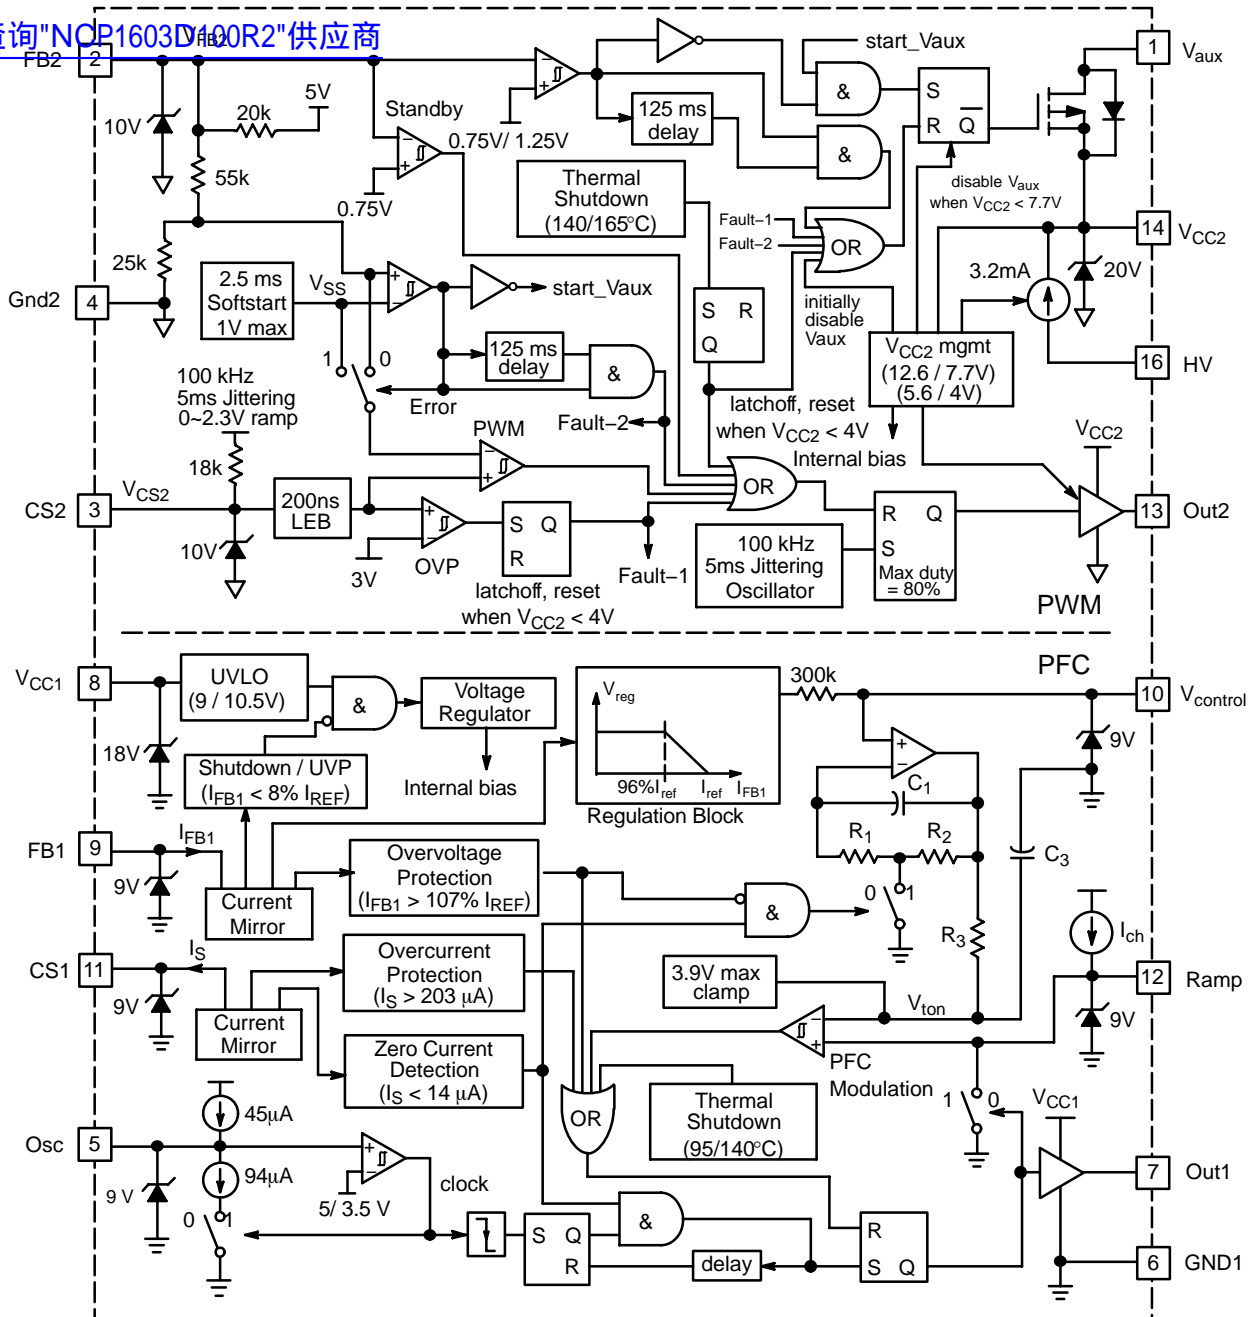 查询"NCP1603D100R2"供应商
FB2
2
V_FB2
10V
20k
5V
55k
25k
Gnd2
4
Standby
0.75V
0.75V/ 1.25V
125 ms
delay
start_Vaux
&
&
S
R
Q
1
Vaux
disable Vaux
when VCC2 < 7.7V
Thermal
Shutdown
(140/165°C)
Fault−1
Fault−2
OR
14
VCC2
3.2mA
20V
2.5 ms
Softstart
1V max
VSS
start_Vaux
S R
Q
initially
disable
Vaux
VCC2 mgmt
(12.6 / 7.7V)
(5.6 / 4V)
16
HV
1
0
125 ms
delay
&
Error
Fault−2
latchoff, reset
when VCC2 < 4V
Internal bias
100 kHz
5ms Jittering
0~2.3V ramp
18k
PWM
VCC2
CS2
3
VCS2
200ns
LEB
10V
3V
OVP
S Q
R
Fault−1
latchoff, reset
when VCC2 < 4V
OR
100 kHz
5ms Jittering
Oscillator
R Q
S
Max duty
= 80%
13
Out2
PWM
PFC
VCC1
8
UVLO
(9 / 10.5V)
&
Voltage
Regulator
18V
Shutdown / UVP
(IFB1 < 8% IREF)
Internal bias
Vreg
96%Iref
Iref
IFB1
Regulation Block
300k
10
Vcontrol
9V
C1
R1
R2
C3
FB1
9
IFB1
9V
Current
Mirror
Overvoltage
Protection
(IFB1 > 107% IREF)
&
0
1
R3
Ich
CS1
11
IS
9V
Current
Mirror
Overcurrent
Protection
(IS > 203 μA)
3.9V max
clamp
Vton
12
Ramp
9V
Zero Current
Detection
(IS < 14 μA)
PFC
Modulation
OR
Thermal
Shutdown
(95/140°C)
1
0
VCC1
45μA
Osc
5
94μA
9 V
0
1
5/ 3.5 V
clock
S Q
R
&
delay
R
S Q
7
Out1
6
GND1